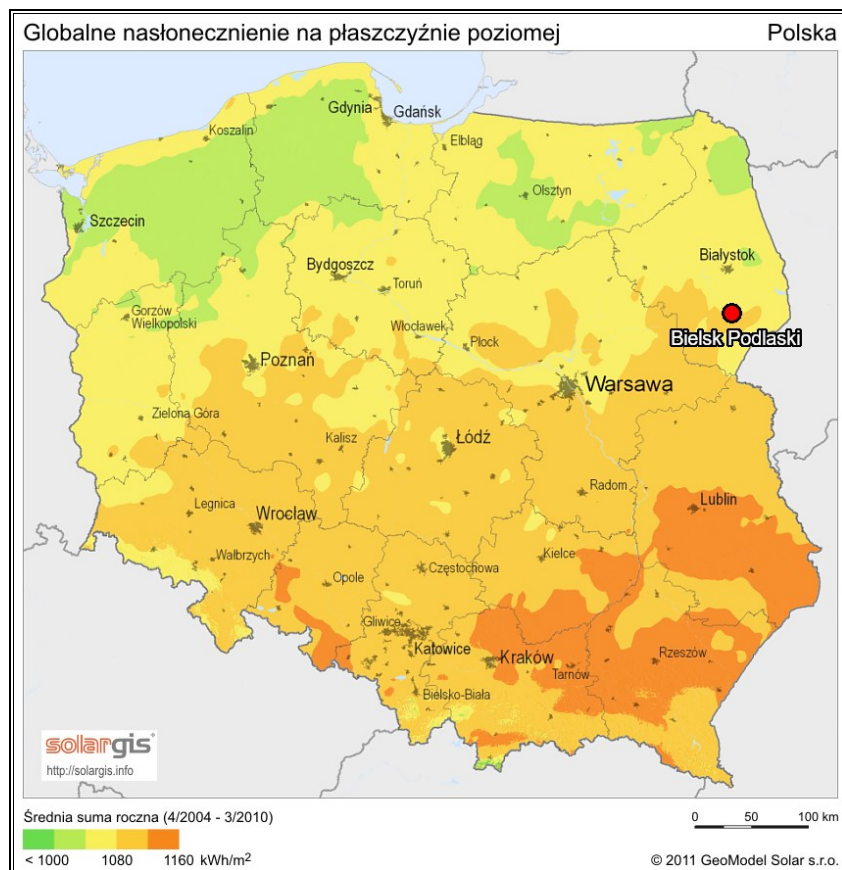 Globalne nasłonecznienie na płaszczyźnie poziomej Polska
Gdynia
Gdańsk
Koszalin
Elbląg
Olsztyn
Szczecin
Białystok
Bydgoszcz
Toruń
Gorzów
Wielkopolski
Włocławek
Płock
Bielsk Podlaski
Poznań
Warsawa
Zielona Góra
Kalisz
Łódź
Radom
Lublin
Legnica
Wrocław
Wałbrzych
Kielce
Częstochowa
Opole
Gliwice
Katowice
Kraków
Tarnów
Rzeszów
Bielsko-Biała
solargis
http://solargis.info
Średnia suma roczna (4/2004 - 3/2010)
0 50 100 km
< 1000 1080 1160 kWh/m²
© 2011 GeoModel Solar s.r.o.